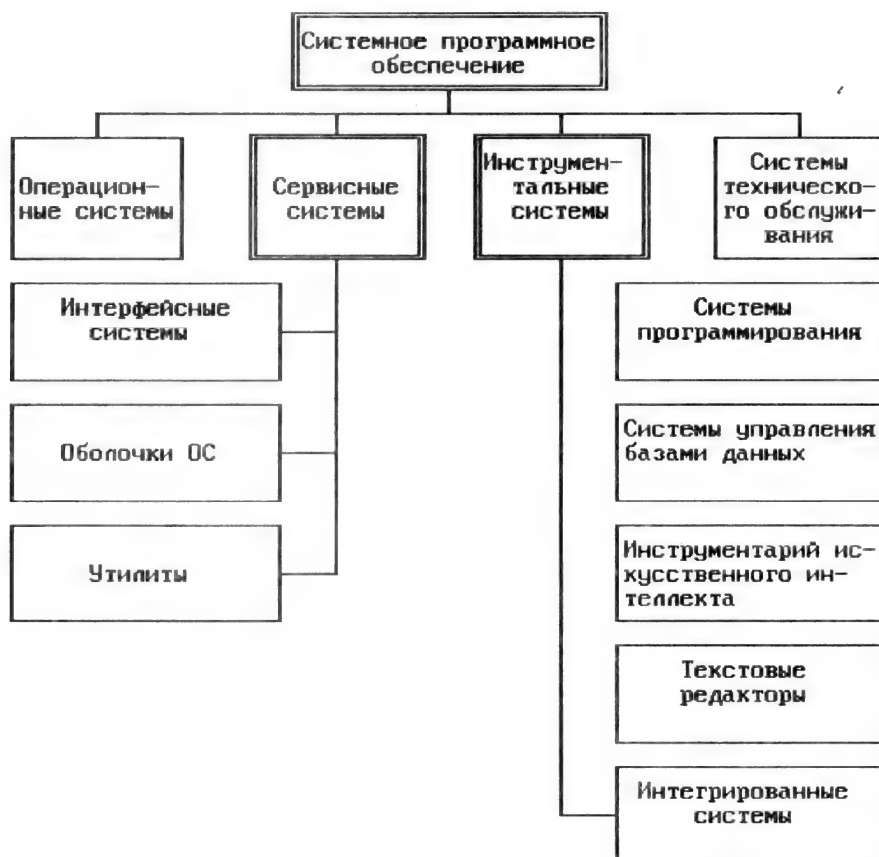 Системное программное
обеспечение
Операцион-
ные системы
Сервисные
системы
Инструмен-
тальные
системы
Системы
техническо-
го обслужи-
вания
Интерфейсные
системы
Оболочки ОС
Утилиты
Системы
программирования
Системы управления
базами данных
Инструментарий ис-
кусственного ин-
теллекта
Текстовые
редакторы
Интегрированные
системы